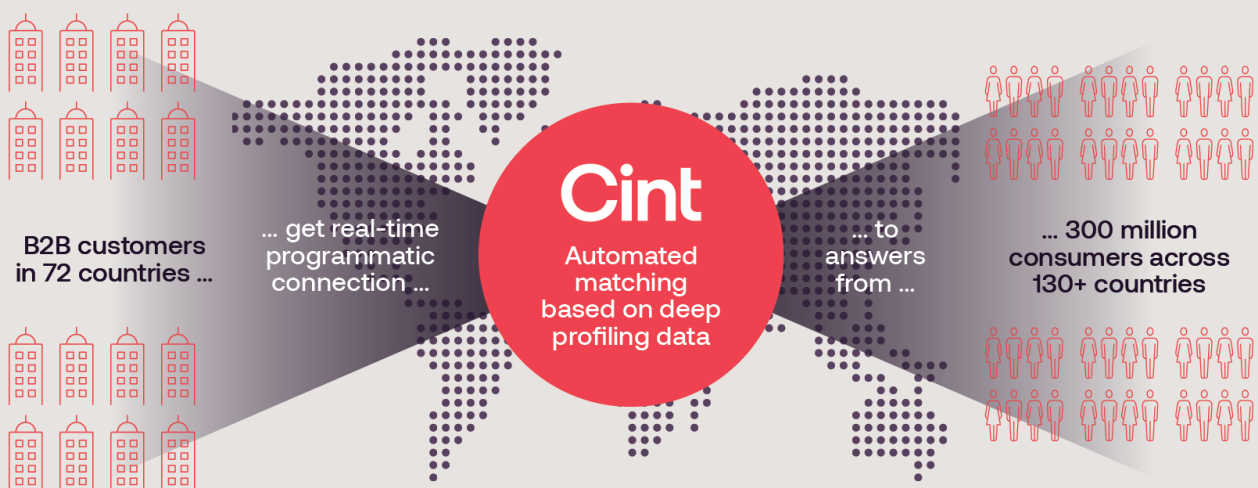 B2B customers
in 72 countries ...
... get real-time
programmatic
connection ...
Cint
Automated
matching
based on deep
profiling data
... to
answers
from ...
... 300 million
consumers across
130+ countries